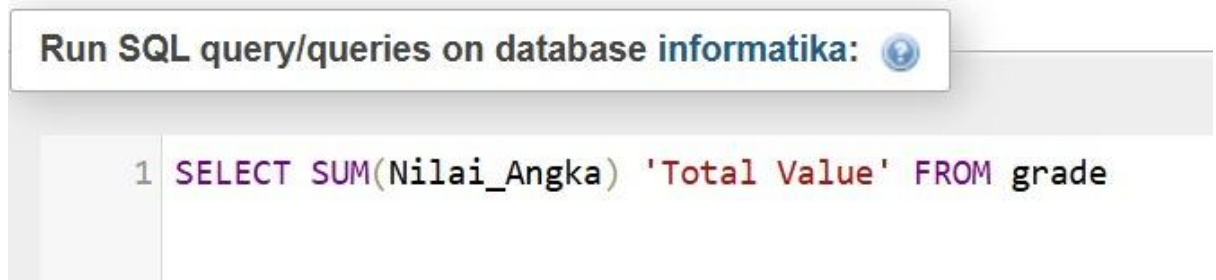 Run SQL query/queries on database informatika:
1 SELECT SUM(Nilai_Angka) 'Total Value' FROM grade